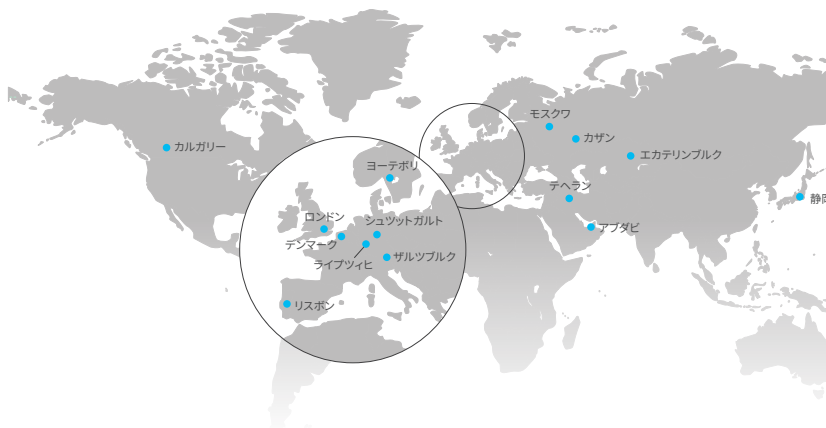 モスクワ
カザン
エカテリンブルク
カルガリー
ヨーテボリ
テヘラン
静岡
ロンドン
シュツットガルト
アブダビ
デンマーク
ライプツィヒ
ザルツブルク
リスボン